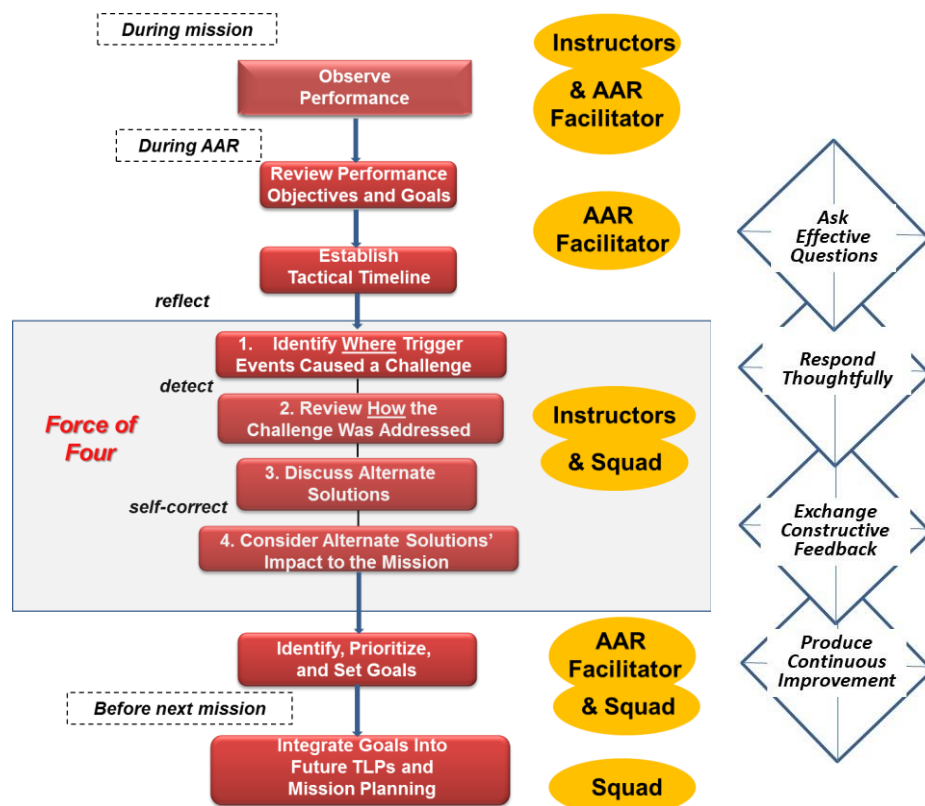 During mission
Instructors
Observe
Performance
& AAR
Facilitator
During AAR
Review Performance
Objectives and Goals
AAR
Facilitator
Ask
Effective
Questions
Establish
Tactical Timeline
reflect
1. Identify Where Trigger
Events Caused a Challenge
Respond
Thoughtfully
detect
2. Review How the
Challenge Was Addressed
Force of
Four
Instructors
& Squad
3. Discuss Alternate
Solutions
self-correct
Exchange
Constructive
Feedback
4. Consider Alternate Solutions’
Impact to the Mission
Identify, Prioritize,
and Set Goals
AAR
Facilitator
& Squad
Produce
Continuous
Improvement
Before next mission
Integrate Goals Into
Future TLPs and
Mission Planning
Squad